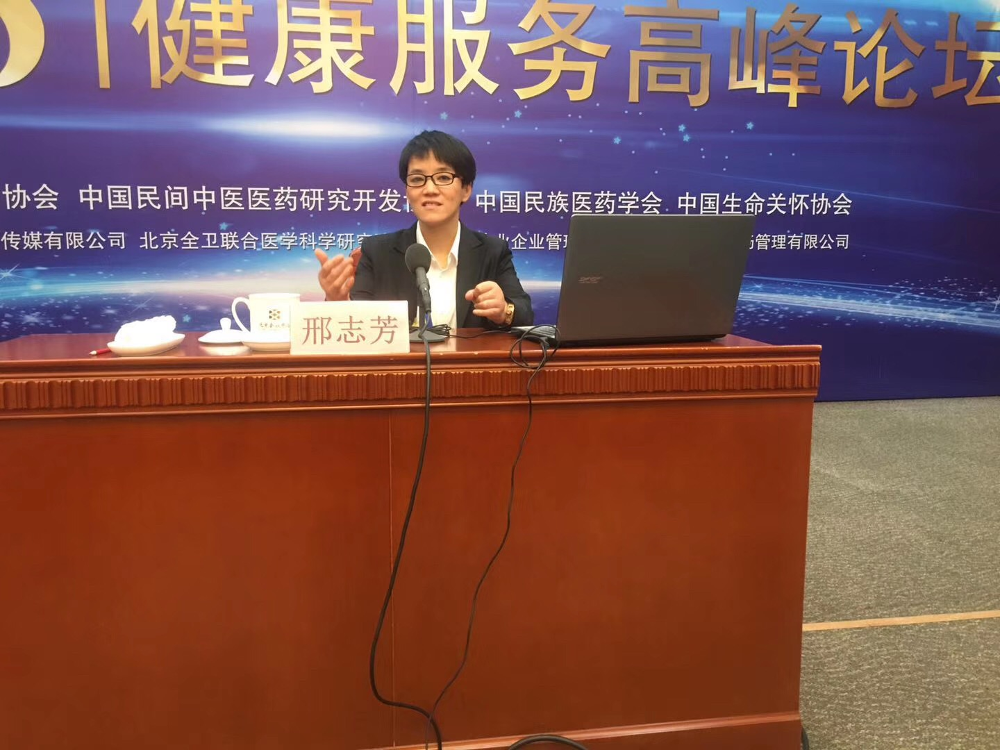 健康服务高峰论坛
协会 中国民间中医医药研究开发 中国民族医药学会 中国生命关怀协会
传媒有限公司 北京全卫联合医学科学研究 业企业管理 管理有限公司
邢志芳